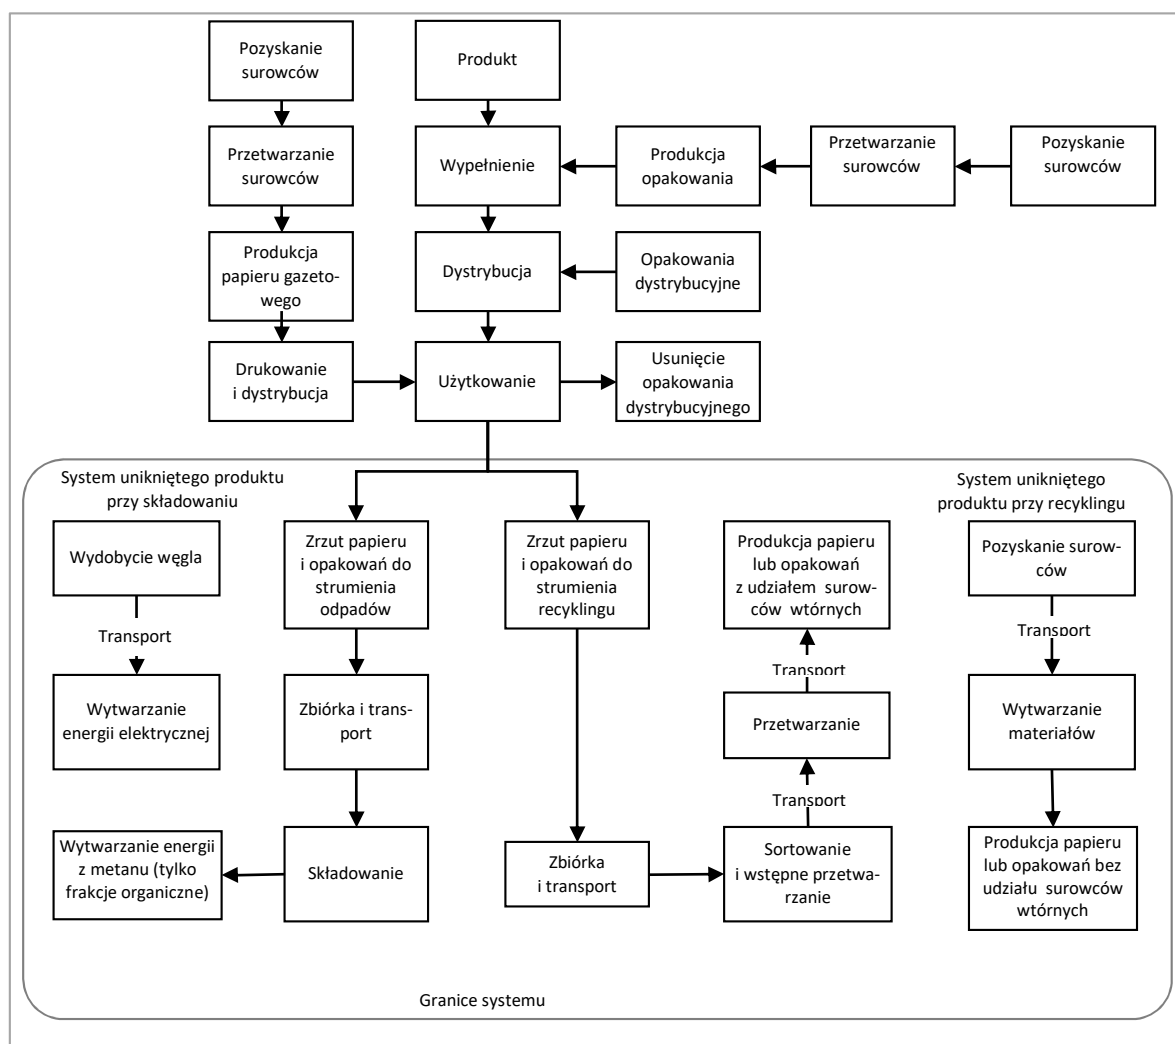 Pozyskanie
surowców
Produkt
Przetwarzanie
surowców
Wypełnienie
Produkcja
opakowania
Przetwarzanie
surowców
Pozyskanie
surowców
Produkcja
papieru gazeto-
wego
Dystrybucja
Opakowania
dystrybucyjne
Drukowanie
i dystrybucja
Użytkowanie
Usunięcie
opakowania
dystrybucyjnego
System unikniętego produktu
przy składowaniu
System unikniętego
produktu przy recyklingu
Wydobycie węgla
Zrzut papieru
i opakowań do
strumienia
odpadów
Zrzut papieru
i opakowań do
strumienia
recyklingu
Produkcja papieru
lub opakowań
z udziałem surow-
ców wtórnych
Pozyskanie surow-
ców
Transport
Transport
Transport
Wytwarzanie
energii elektrycznej
Zbiórka i trans-
port
Przetwarzanie
Wytwarzanie
materiałów
Transport
Wytwarzanie energii
z metanu (tylko
frakcje organiczne)
Składowanie
Zbiórka
i transport
Sortowanie
i wstępne przetwa-
rzanie
Produkcja papieru
lub opakowań bez
udziału surowców
wtórnych
Granice systemu